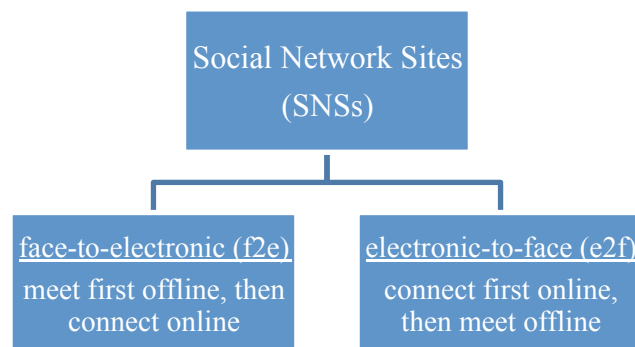 Social Network Sites
(SNSs)
face-to-electronic (f2e)
meet first offline, then
connect online
electronic-to-face (e2f)
connect first online,
then meet offline